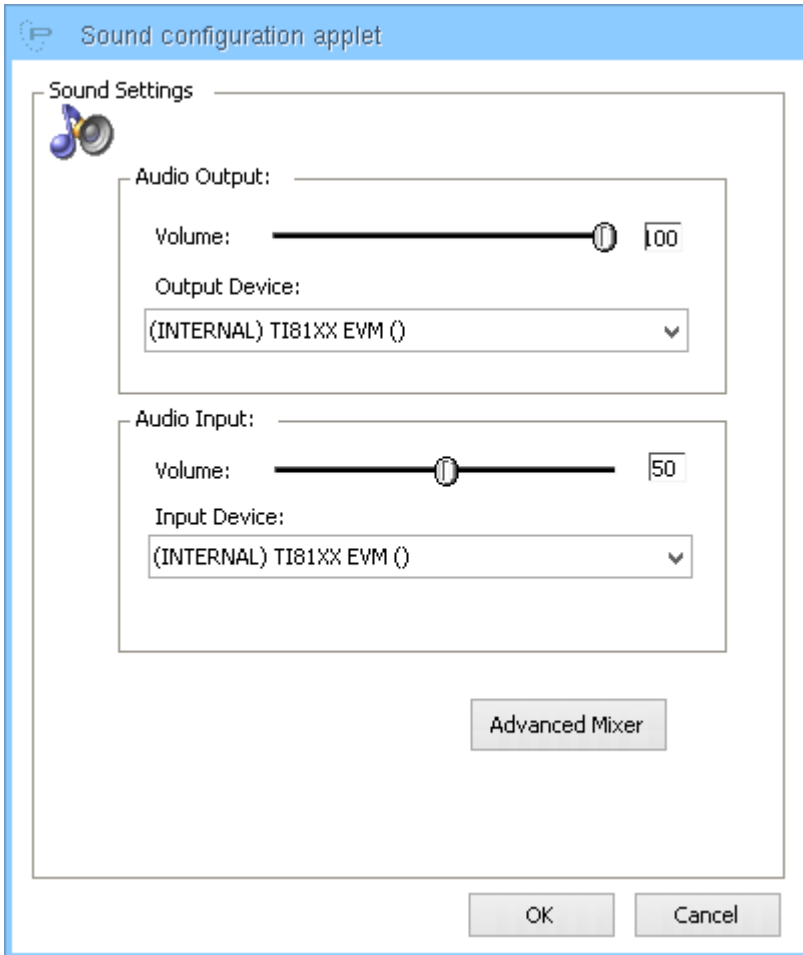 Sound configuration applet
Sound Settings
Audio Output:
Volume:
100
Output Device:
(INTERNAL) TI81XX EVM ()
Audio Input:
Volume:
50
Input Device:
(INTERNAL) TI81XX EVM ()
Advanced Mixer
OK
Cancel